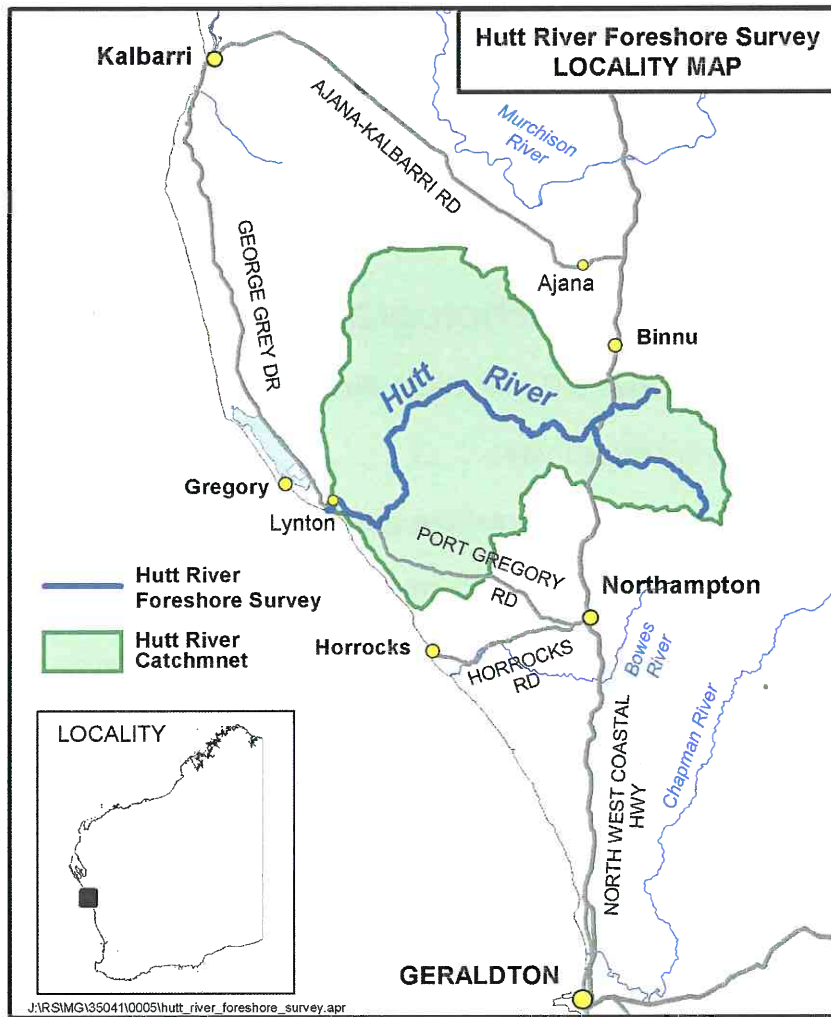 Hutt River Foreshore Survey
LOCALITY MAP
Kalbarri
Murchison
River
AJANA-KALBARRI RD
GEORGE GREY DR
Ajana
Binnu
Hutt River
Gregory
Lynton
PORT GREGORY
RD
Hutt River
Foreshore Survey
Northampton
Hutt River
Catchmnet
Horrocks
HORROCKS
RD
Bowes
River
LOCALITY
NORTH WEST COASTAL
HWY
Chapman River
GERALDTON
J:\RS\MG\35041\0005\hutt_river_foreshore_survey.apr